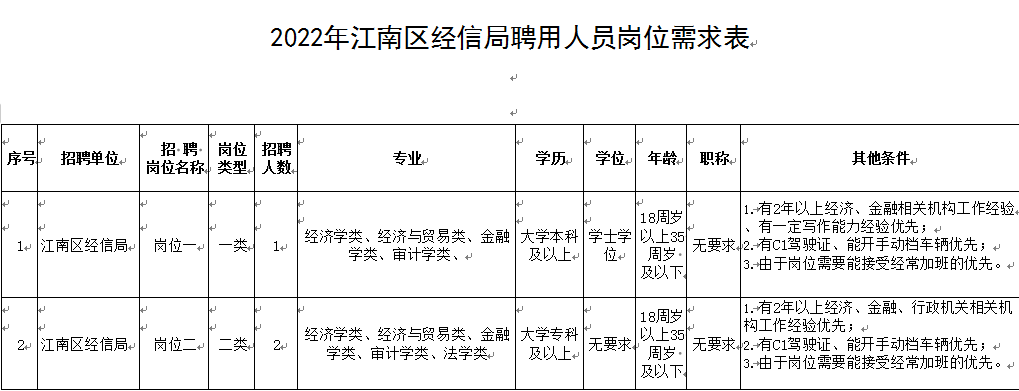 2022年江南区经信局聘用人员岗位需求表
序号 招聘单位 招 聘 岗位名称 岗位类型 招聘人数 专业 学历 学位 年龄 职称 其他条件
1 江南区经信局 岗位一 一类 1
经济学类、经济与贸易类、金融
学类、审计学类、
大学本科
及以上
学士学
位
18周岁
以上35
周岁
及以下
无要求
1. 有2年以上经济、金融相关机构工作经验
、有一定写作能力经验优先；
2. 有C1驾驶证、能开手动档车辆优先；
3. 由于岗位需要能接受经常加班的优先。
2 江南区经信局 岗位二 二类 2
经济学类、经济与贸易类、金融
学类、审计学类、法学类
大学专科
及以上
无要求
18周岁
以上35
周岁
及以下
无要求
1. 有2年以上经济、金融、行政机关相关机
构工作经验优先；
2. 有C1驾驶证、能开手动档车辆优先；
3. 由于岗位需要能接受经常加班的优先。